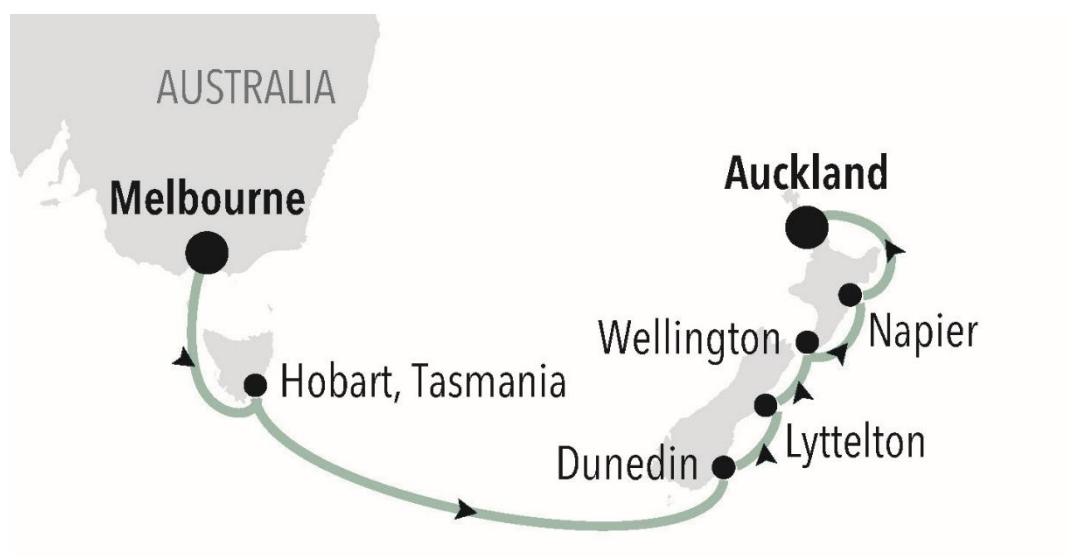 AUSTRALIA
Melbourne
Auckland
Hobart, Tasmania
Wellington
Napier
Lyttelton
Dunedin